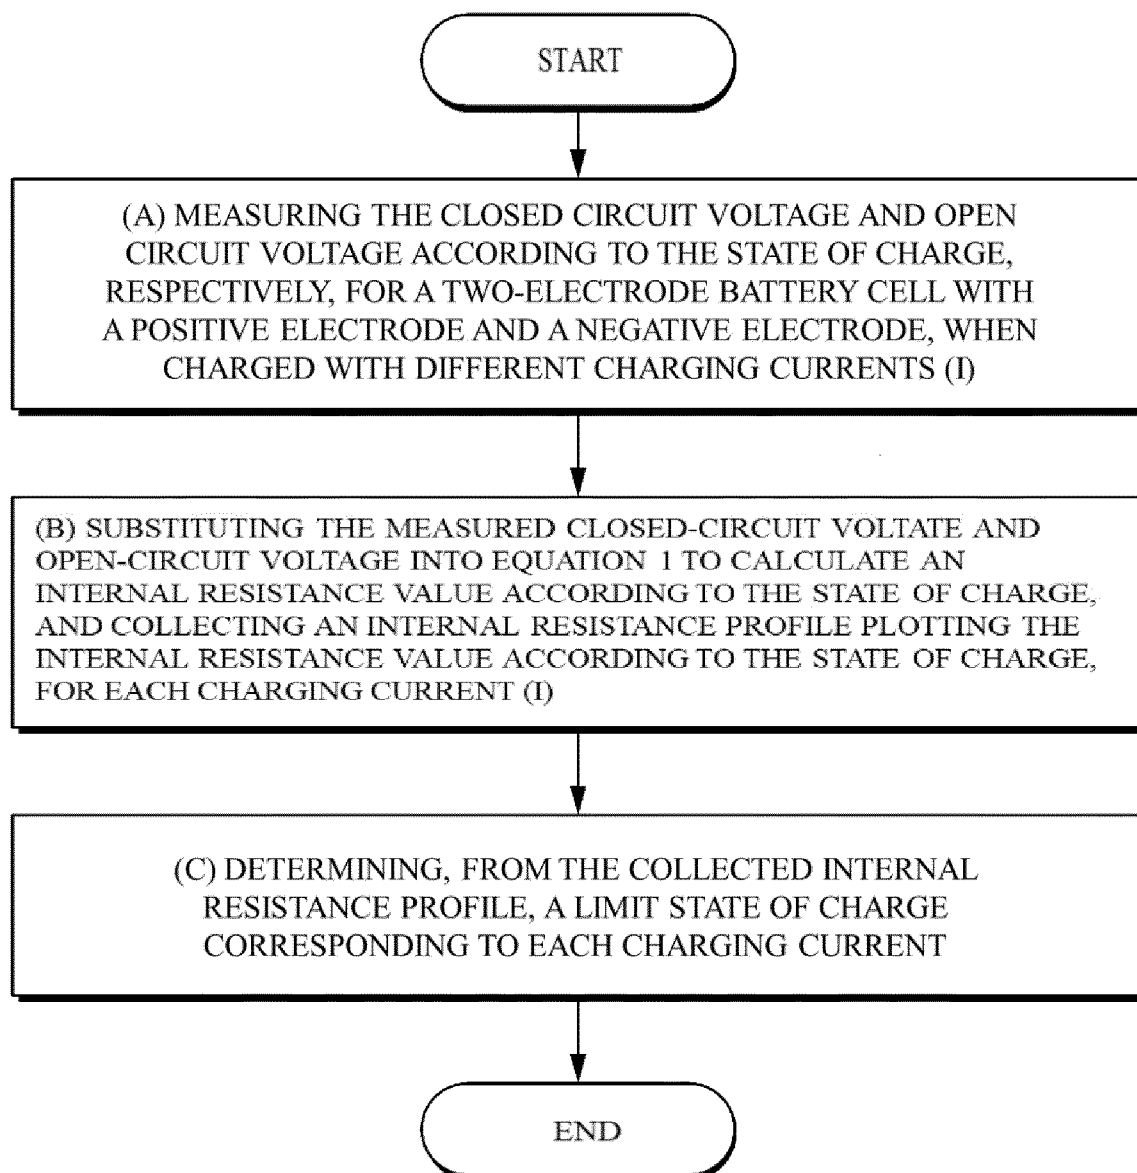 START
(A) MEASURING THE CLOSED CIRCUIT VOLTAGE AND OPEN
CIRCUIT VOLTAGE ACCORDING TO THE STATE OF CHARGE,
RESPECTIVELY, FOR A TWO-ELECTRODE BATTERY CELL WITH
A POSITIVE ELECTRODE AND A NEGATIVE ELECTRODE, WHEN
CHARGED WITH DIFFERENT CHARGING CURRENTS (I)
(B) SUBSTITUTING THE MEASURED CLOSED-CIRCUIT VOLTATE AND
OPEN-CIRCUIT VOLTAGE INTO EQUATION 1 TO CALCULATE AN
INTERNAL RESISTANCE VALUE ACCORDING TO THE STATE OF CHARGE,
AND COLLECTING AN INTERNAL RESISTANCE PROFILE PLOTTING THE
INTERNAL RESISTANCE VALUE ACCORDING TO THE STATE OF CHARGE,
FOR EACH CHARGING CURRENT (I)
(C) DETERMINING, FROM THE COLLECTED INTERNAL
RESISTANCE PROFILE, A LIMIT STATE OF CHARGE
CORRESPONDING TO EACH CHARGING CURRENT
END